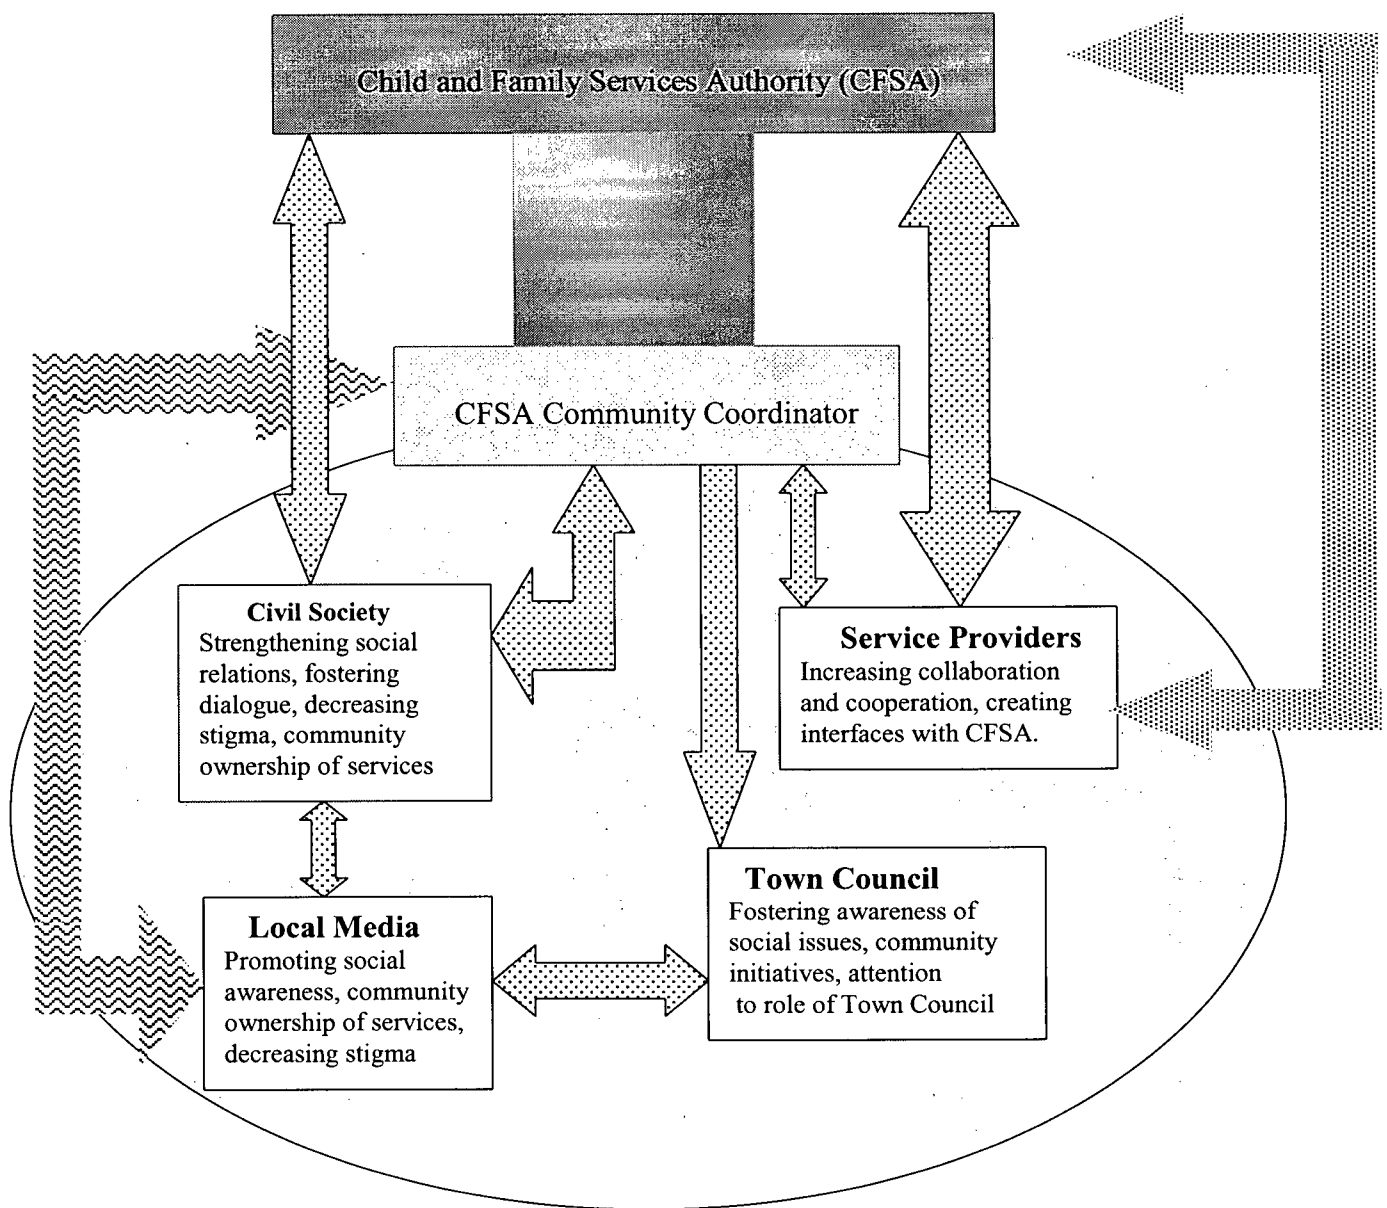 Child and Family Services Authority (CFSA)
CFSA Community Coordinator
Civil Society
Strengthening social
relations, fostering
dialogue, decreasing
stigma, community
ownership of services
Service Providers
Increasing collaboration
and cooperation, creating
interfaces with CFSA.
Local Media
Promoting social
awareness, community
ownership of services,
decreasing stigma
Town Council
Fostering awareness of
social issues, community
initiatives, attention
to role of Town Council